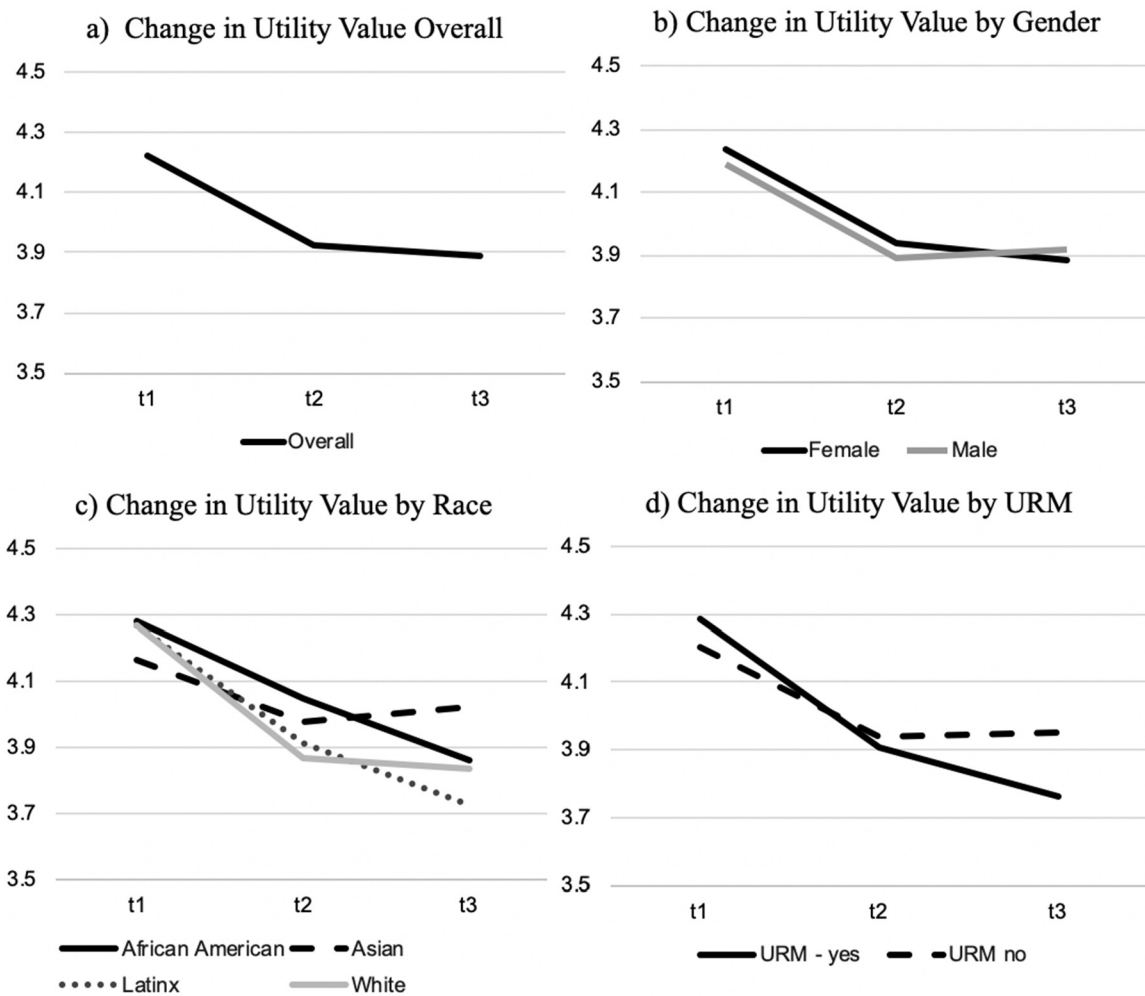 a) Change in Utility Value Overall
4.5
4.3
4.1
3.9
3.7
3.5
t1 t2 t3
Overall
b) Change in Utility Value by Gender
4.5
4.3
4.1
3.9
3.7
3.5
t1 t2 t3
Female Male
c) Change in Utility Value by Race
4.5
4.3
4.1
3.9
3.7
3.5
t1 t2 t3
African American Asian
Latinx White
d) Change in Utility Value by URM
4.5
4.3
4.1
3.9
3.7
3.5
t1 t2 t3
URM - yes URM no